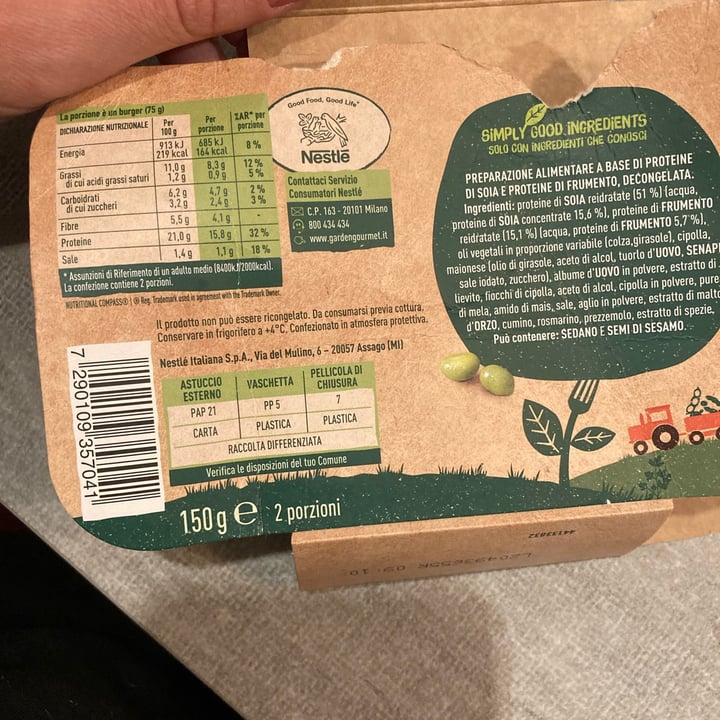 La porzione è un burger (75 g)
DICHIARAZIONE NUTRIZIONALE Per 100 g Per porzione %AR* per porzione
Energia 913 kJ 219 kcal 685 kJ 164 kcal 8 %
Grassi 11,0 g 8,3 g 12 %
di cui acidi grassi saturi 1,2 g 0,9 g 5 %
Carboidrati 6,2 g 4,7 g 2 %
di cui zuccheri 3,2 g 2,4 g 3 %
Fibre 5,5 g 4,1 g -
Proteine 21,0 g 15,8 g 32 %
Sale 1,4 g 1,1 g 18 %
* Assunzioni di Riferimento di un adulto medio (8400kJ/2000kcal).
La confezione contiene 2 porzioni.
NUTRITIONAL COMPASS® | ® Reg. Trademark used in agreement with the Trademark Owner.
Good Food, Good Life*
Nestlé
Contattaci Servizio
Consumatori Nestlé
C.P. 163 - 20101 Milano
800 434 434
www.gardengourmet.it
SIMPLY GOOD INGREDIENTS
SOLO CON INGREDIENTI CHE CONOSCI
PREPARAZIONE ALIMENTARE A BASE DI PROTEINE
DI SOIA E PROTEINE DI FRUMENTO, DECONGELATA.
Ingredienti: proteine di SOIA reidratate (51 %) (acqua,
proteine di SOIA concentrate 15,6 %), proteine di FRUMENTO
reidratate (15,1 %) (acqua, proteine di FRUMENTO 5,7 %),
oli vegetali in proporzione variabile (colza,girasole), cipolla,
maionese (olio di girasole, aceto di alcol, tuorlo d'UOVO, SENAP
sale iodato, zucchero), albume d'UOVO in polvere, estratto di
lievito, fiocchi di cipolla, aceto di alcol, cipolla in polvere, pure
di mela, amido di mais, sale, aglio in polvere, estratto di malto
d'ORZO, cumino, rosmarino, prezzemolo, estratto di spezie.
Può contenere: SEDANO E SEMI DI SESAMO.
Il prodotto non può essere ricongelato. Da consumarsi previa cottura.
Conservare in frigorifero a +4°C. Confezionato in atmosfera protettiva.
Nestlé Italiana S.p.A., Via del Mulino, 6 - 20057 Assago (MI)
ASTUCCIO ESTERNO VASCHETTA PELLICOLA DI CHIUSURA
PAP 21 PP 5 7
CARTA PLASTICA PLASTICA
RACCOLTA DIFFERENZIATA
Verifica le disposizioni del tuo Comune
7 290109 357041
150 g e 2 porzioni
44133832